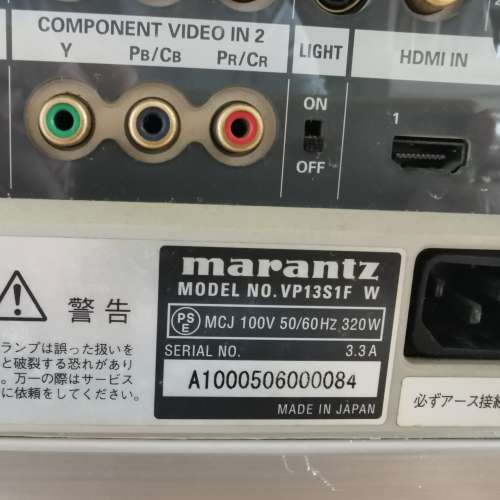 COMPONENT VIDEO IN 2
Y PB/CB PR/CR
LIGHT
HDMI IN
ON
OFF
1
警告
ランプは誤った扱いを
と破裂する恐れがあり
。万一の際はサービス
に依頼をしてください。
marantz
MODEL NO. VP13S1F W
PS E MCJ 100V 50/60HZ 320W
SERIAL NO. 3.3A
A1000506000084
MADE IN JAPAN
必ずアース接続